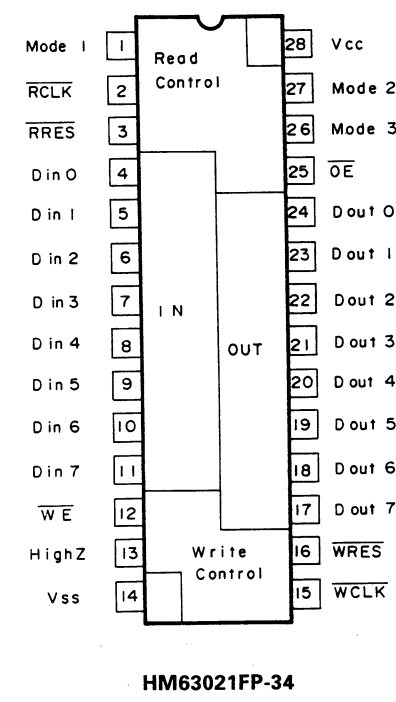 Mode 1 1 28 Vcc
Read
Control
RCLK 2 27 Mode 2
RRES 3 26 Mode 3
Din 0 4 25 OE
Din 1 5 24 Dout 0
Din 2 6 23 Dout 1
Din 3 7 22 Dout 2
IN
Din 4 8 21 Dout 3
OUT
Din 5 9 20 Dout 4
Din 6 10 19 Dout 5
Din 7 11 18 Dout 6
WE 12 17 Dout 7
HighZ 13 16 WRES
Write
Control
Vss 14 15 WCLK
HM63021FP-34